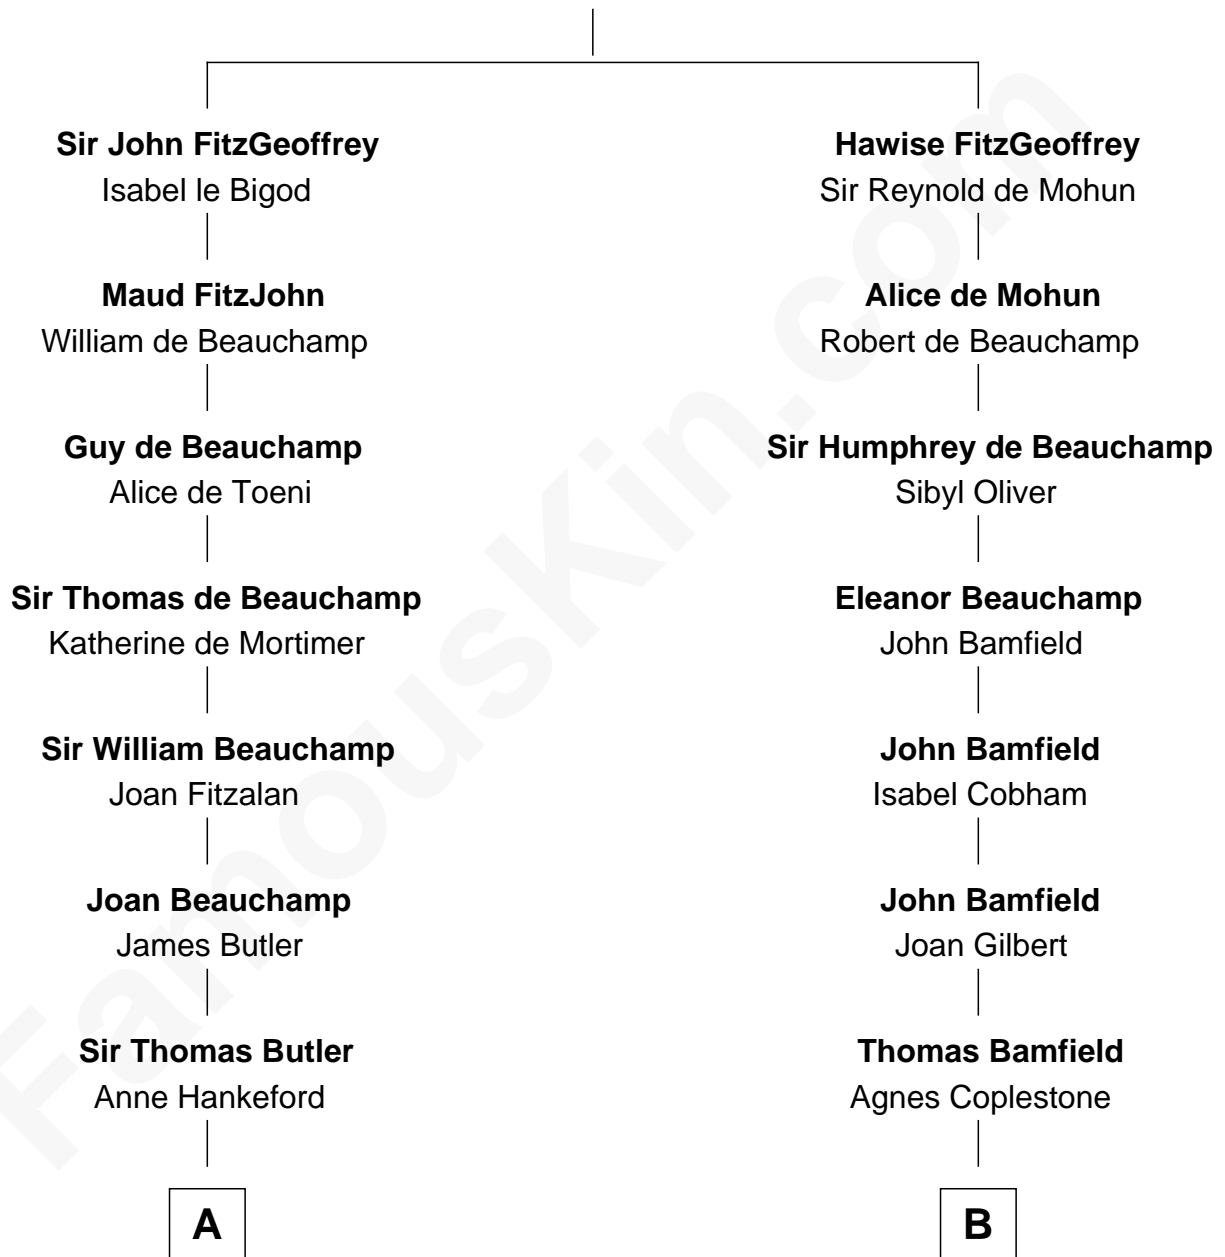 Sir John FitzGeoffrey
Isabel le Bigod
Maud FitzJohn
William de Beauchamp
Guy de Beauchamp
Alice de Toeni
Sir Thomas de Beauchamp
Katherine de Mortimer
Sir William Beauchamp
Joan Fitzalan
Joan Beauchamp
James Butler
Sir Thomas Butler
Anne Hankeford
A
Hawise FitzGeoffrey
Sir Reynold de Mohun
Alice de Mohun
Robert de Beauchamp
Sir Humphrey de Beauchamp
Sibyl Oliver
Eleanor Beauchamp
John Bamfield
John Bamfield
Isabel Cobham
John Bamfield
Joan Gilbert
Thomas Bamfield
Agnes Coplestone
B
FamousKin.com